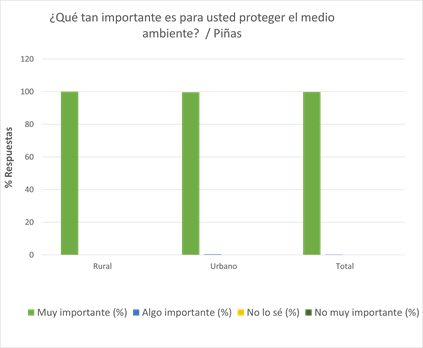 ¿Qué tan importante es para usted proteger el medio
ambiente? / Piñas
120
100
80
60
40
20
0
% Respuestas
Rural
Urbano
Total
Muy importante (%)
Algo importante (%)
No lo sé (%)
No muy importante (%)